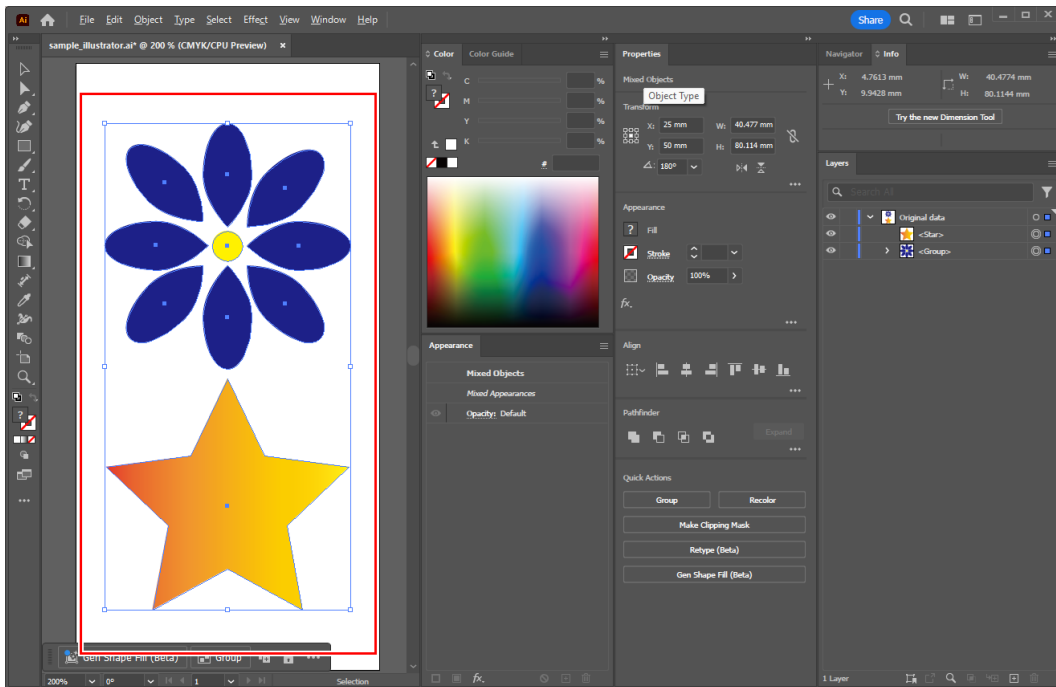 Ai File Edit Object Type Select Effect View Window Help Share
sample_illustrator.ai* @ 200 % (CMYK/CPU Preview) ×
Color Color Guide
? C %
M %
Y %
K %
#
Properties
Mixed Objects
Object Type
Transform
X: 25 mm W: 40.477 mm
Y: 50 mm H: 80.114 mm
180°
Appearance
? Fill
Stroke
Opacity 100%
fx.
Align
Pathfinder
Expand
Quick Actions
Group Recolor
Make Clipping Mask
Retype (Beta)
Gen Shape Fill (Beta)
Navigator Info
X: 4.7613 mm W: 40.4774 mm
Y: 9.9428 mm H: 80.1144 mm
Try the new Dimension Tool
Layers
Search All
Original data
<Star>
<Group>
1 Layer
Appearance
Mixed Objects
Mixed Appearances
Opacity: Default
fx.
T
?
Gen Shape Fill (Beta) Group
200% 0° 1 Selection